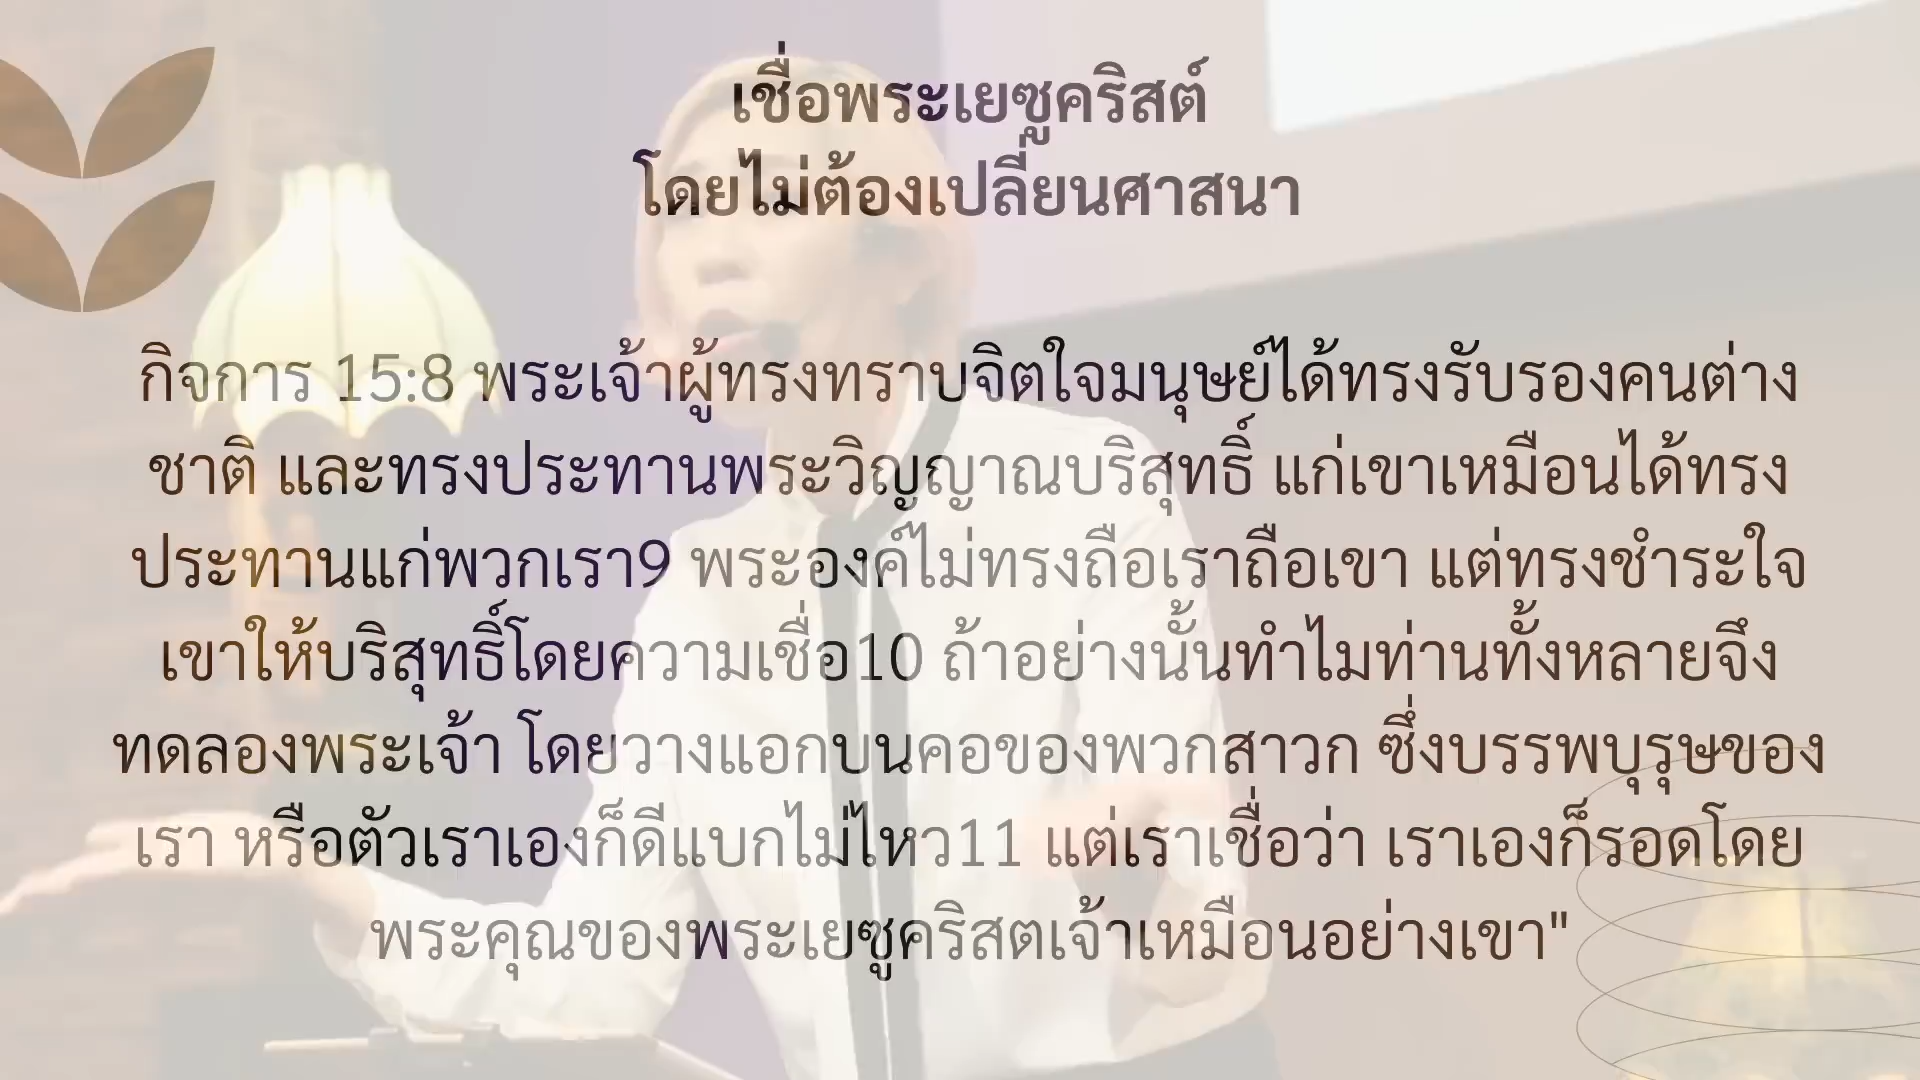 เชื่อพระเยซูคริสต์
โดยไม่ต้องเปลี่ยนศาสนา
กิจการ 15:8 พระเจ้าผู้ทรงทราบจิตใจมนุษย์ได้ทรงรับรองคนต่าง
ชาติ และทรงประทานพระวิญญาณบริสุทธิ์ แก่เขาเหมือนได้ทรง
ประทานแก่พวกเรา9 พระองค์ไม่ทรงถือเราถือเขา แต่ทรงชำระใจ
เขาให้บริสุทธิ์โดยความเชื่อ10 ถ้าอย่างนั้นทำไมท่านทั้งหลายจึง
ทดลองพระเจ้า โดยวางแอกบนคอของพวกสาวก ซึ่งบรรพบุรุษของ
เรา หรือตัวเราเองก็ดีแบกไม่ไหว11 แต่เราเชื่อว่า เราเองก็รอดโดย
พระคุณของพระเยซูคริสตเจ้าเหมือนอย่างเขา"